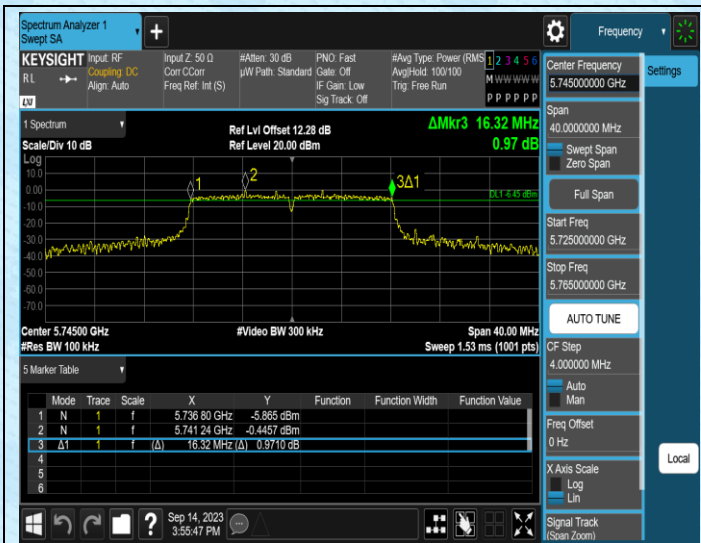 Spectrum Analyzer 1
Swept SA
+
Frequency
KEYSIGHT
RL
LXI
Input: RF
Coupling: DC
Align: Auto
Input Z: 50 Ω
Corr CCorr
Freq Ref: Int (S)
#Atten: 30 dB
µW Path: Standard
PNO: Fast
Gate: Off
IF Gain: Low
Sig Track: Off
#Avg Type: Power (RMS
Avg|Hold: 100/100
Trig: Free Run
1 2 3 4 5 6
M W W W W W
P P P P P P
1 Spectrum
Scale/Div 10 dB
Ref Lvl Offset 12.28 dB
Ref Level 20.00 dBm
ΔMkr3 16.32 MHz
0.97 dB
Log
10.0
0.00
-10.0
-20.0
-30.0
-40.0
-50.0
-60.0
-70.0
1
2
3Δ1
DL1 -6.45 dBm
Center 5.74500 GHz
#Res BW 100 kHz
#Video BW 300 kHz
Span 40.00 MHz
Sweep 1.53 ms (1001 pts)
5 Marker Table
Mode Trace Scale X Y Function Function Width Function Value
1 N 1 f 5.736 80 GHz -5.865 dBm
2 N 1 f 5.741 24 GHz -0.4457 dBm
3 Δ1 1 f (Δ) 16.32 MHz (Δ) 0.9710 dB
4
5
6
Sep 14, 2023
3:55:47 PM
?
Center Frequency
5.745000000 GHz
Span
40.0000000 MHz
Swept Span
Zero Span
Full Span
Start Freq
5.725000000 GHz
Stop Freq
5.765000000 GHz
AUTO TUNE
CF Step
4.000000 MHz
Auto
Man
Freq Offset
0 Hz
X Axis Scale
Log
Lin
Signal Track
(Span Zoom)
Settings
Local